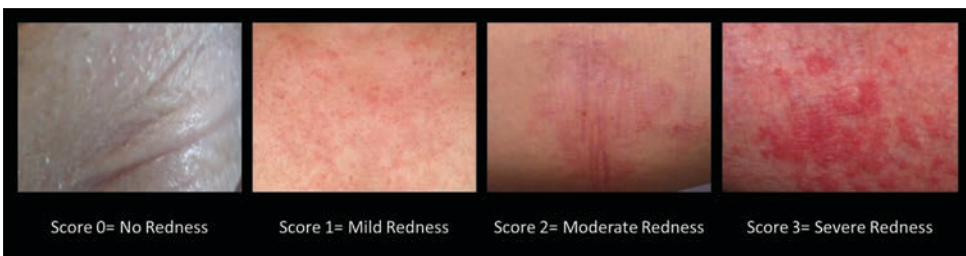 Score 0= No Redness
Score 1= Mild Redness
Score 2= Moderate Redness
Score 3= Severe Redness